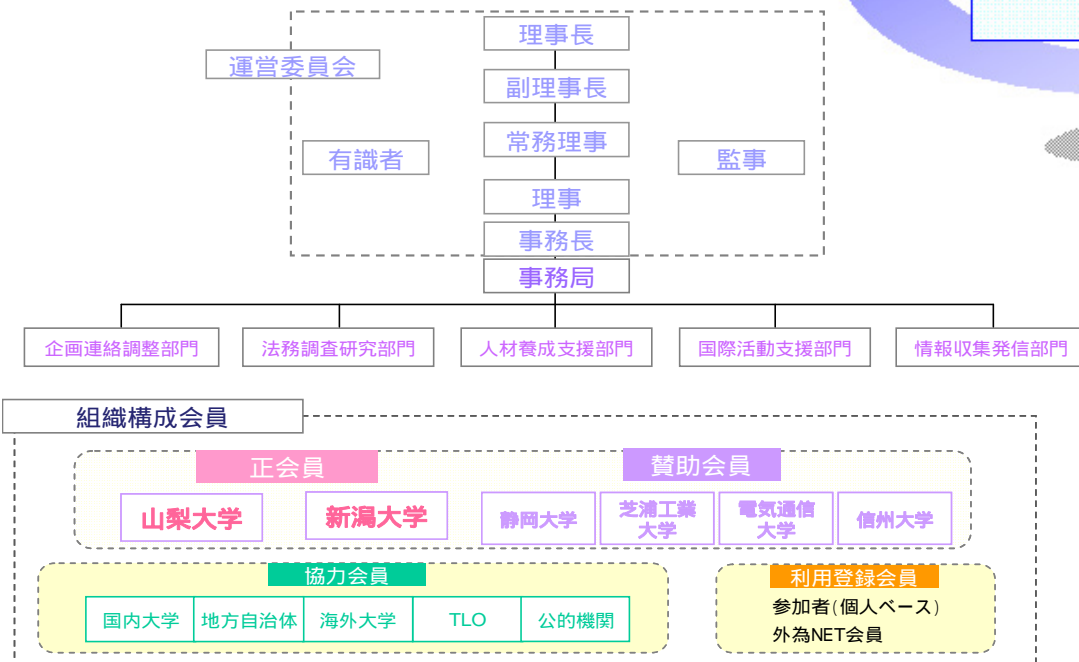 理事長
運営委員会
副理事長
常務理事
有識者
監事
理事
事務長
事務局
企画連絡調整部門
法務調査研究部門
人材養成支援部門
国際活動支援部門
情報収集発信部門
組織構成会員
正会員
賛助会員
山梨大学
新潟大学
静岡大学
芝浦工業
大学
電気通信
大学
信州大学
協力会員
国内大学
地方自治体
海外大学
TLO
公的機関
利用登録会員
参加者(個人ベース)
外為NET会員